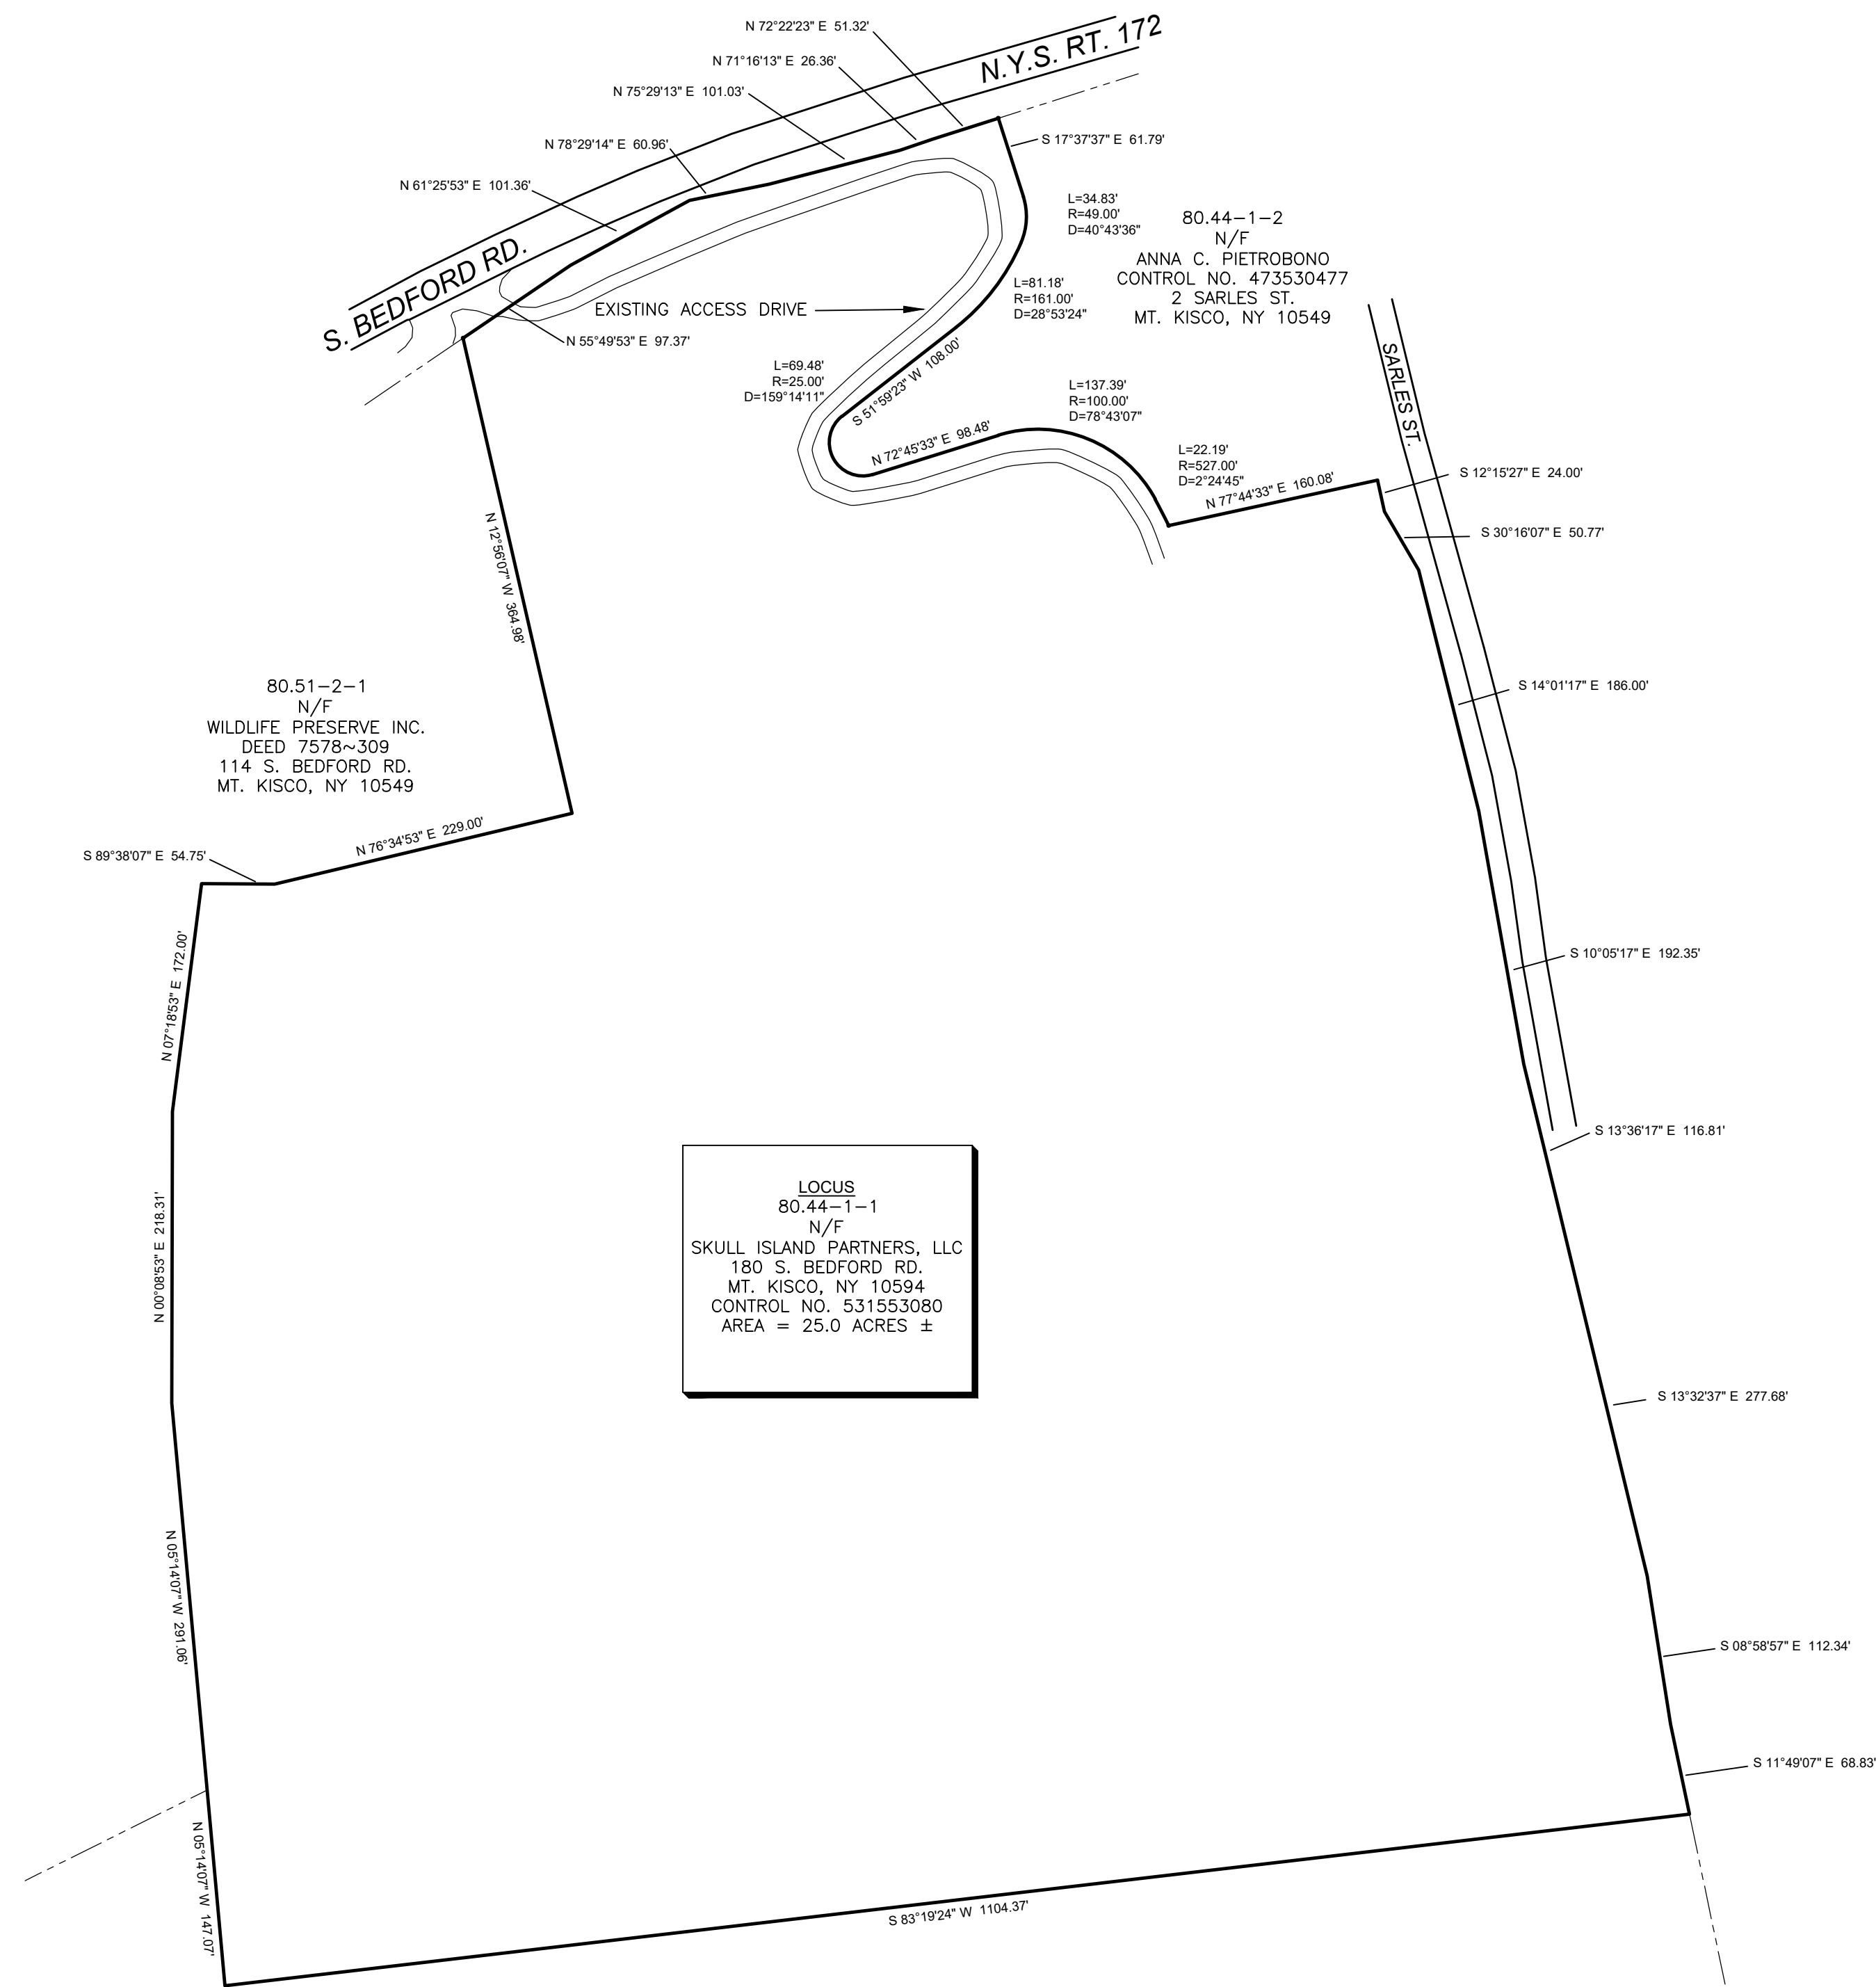 N 72°22'23" E 51.32'
N.Y.S. RT. 172
N 71°16'13" E 26.36'
N 75°29'13" E 101.03'
N 78°29'14" E 60.96'
S 17°37'37" E 61.79'
N 61°25'53" E 101.36'
L=34.83'
R=49.00'
D=40°43'36"
80.44-1-2
N/F
ANNA C. PIETROBONO
CONTROL NO. 473530477
2 SARLES ST.
MT. KISCO, NY 10549
S. BEDFORD RD.
L=81.18'
R=161.00'
D=28°53'24"
EXISTING ACCESS DRIVE
N 55°49'53" E 97.37'
SARLES ST.
L=69.48'
R=25.00'
D=159°14'11"
S 51°59'23" W 108.00'
L=137.39'
R=100.00'
D=78°43'07"
N 72°45'33" E 98.48'
L=22.19'
R=527.00'
D=2°24'45"
N 77°44'33" E 160.08'
S 12°15'27" E 24.00'
S 30°16'07" E 50.77'
N 12°56'07" W 364.98'
S 14°01'17" E 186.00'
80.51-2-1
N/F
WILDLIFE PRESERVE INC.
DEED 7578~309
114 S. BEDFORD RD.
MT. KISCO, NY 10549
N 76°34'53" E 229.00'
S 89°38'07" E 54.75'
N 07°18'53" E 172.00'
S 10°05'17" E 192.35'
S 13°36'17" E 116.81'
LOCUS
80.44-1-1
N/F
SKULL ISLAND PARTNERS, LLC
180 S. BEDFORD RD.
MT. KISCO, NY 10594
CONTROL NO. 531553080
AREA = 25.0 ACRES ±
N 00°08'53" E 218.31'
S 13°32'37" E 277.68'
N 05°14'07" W 291.06'
S 08°58'57" E 112.34'
S 11°49'07" E 68.83'
N 05°14'07" W 147.07'
S 83°19'24" W 1104.37'